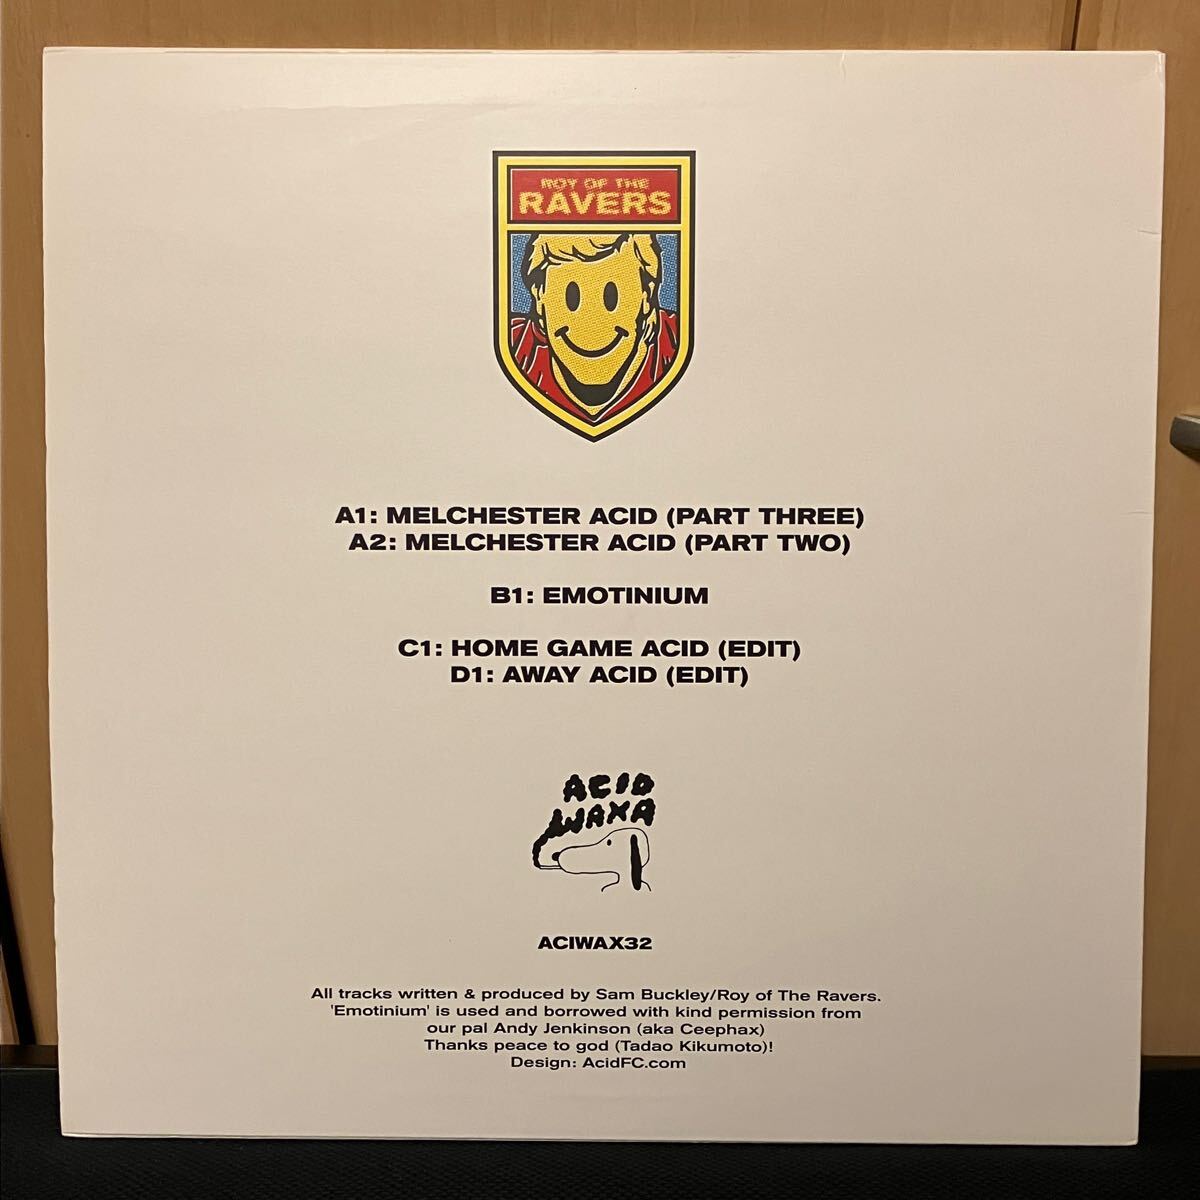 ROY OF THE
RAVERS
A1: MELCHESTER ACID (PART THREE)
A2: MELCHESTER ACID (PART TWO)
B1: EMOTINIUM
C1: HOME GAME ACID (EDIT)
D1: AWAY ACID (EDIT)
ACID
WAXA
ACIWAX32
All tracks written & produced by Sam Buckley/Roy of The Ravers.
'Emotinium' is used and borrowed with kind permission from
our pal Andy Jenkinson (aka Ceephax)
Thanks peace to god (Tadao Kikumoto)!
Design: AcidFC.com